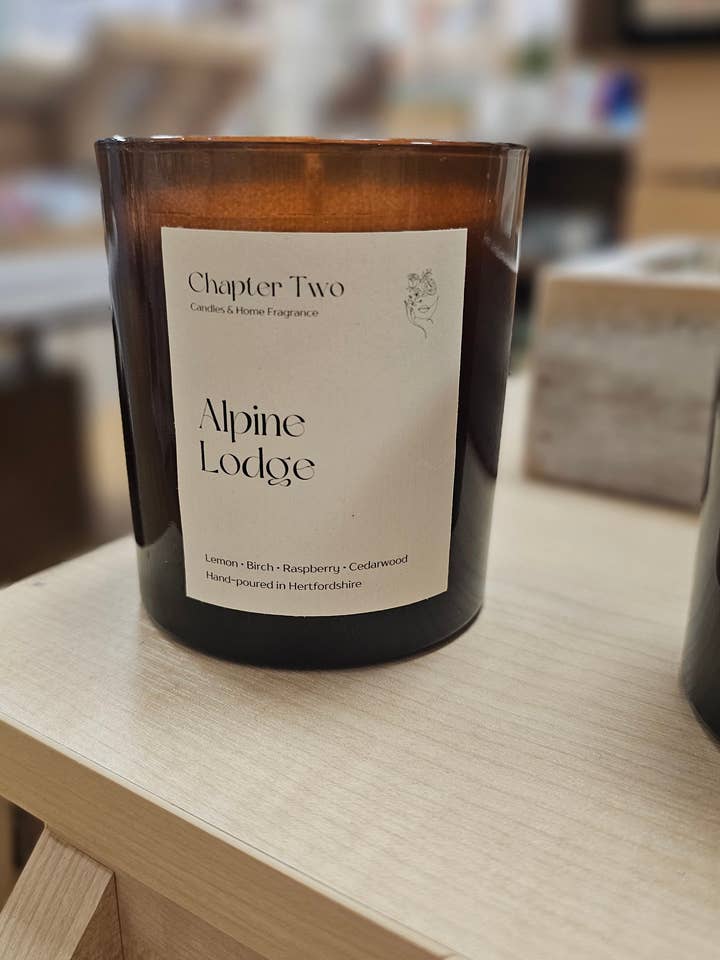 Chapter Two
Candles & Home Fragrance
Alpine
Lodge
Lemon • Birch • Raspberry • Cedarwood
Hand-poured in Hertfordshire